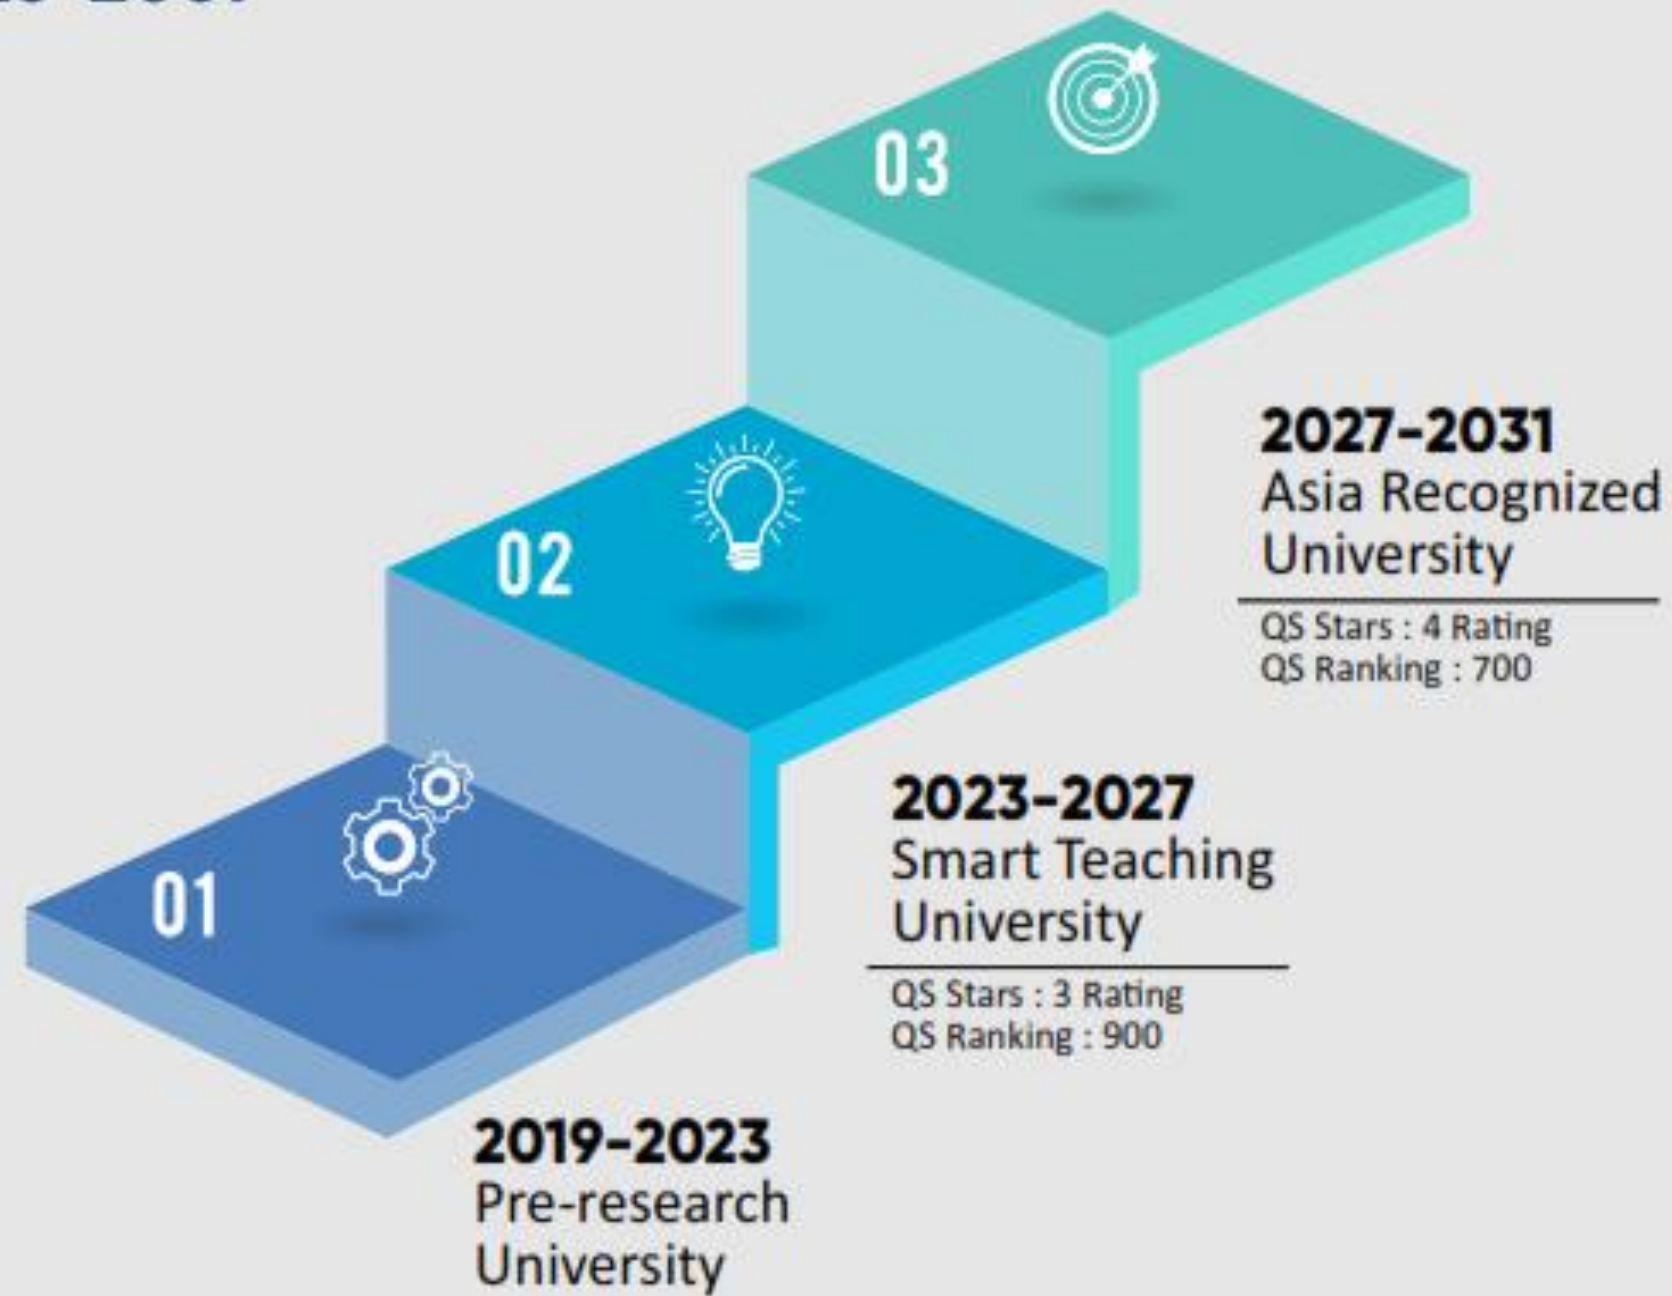 03
2027-2031
Asia Recognized
University
QS Stars : 4 Rating
QS Ranking : 700
02
2023-2027
Smart Teaching
University
QS Stars : 3 Rating
QS Ranking : 900
01
2019-2023
Pre-research
University